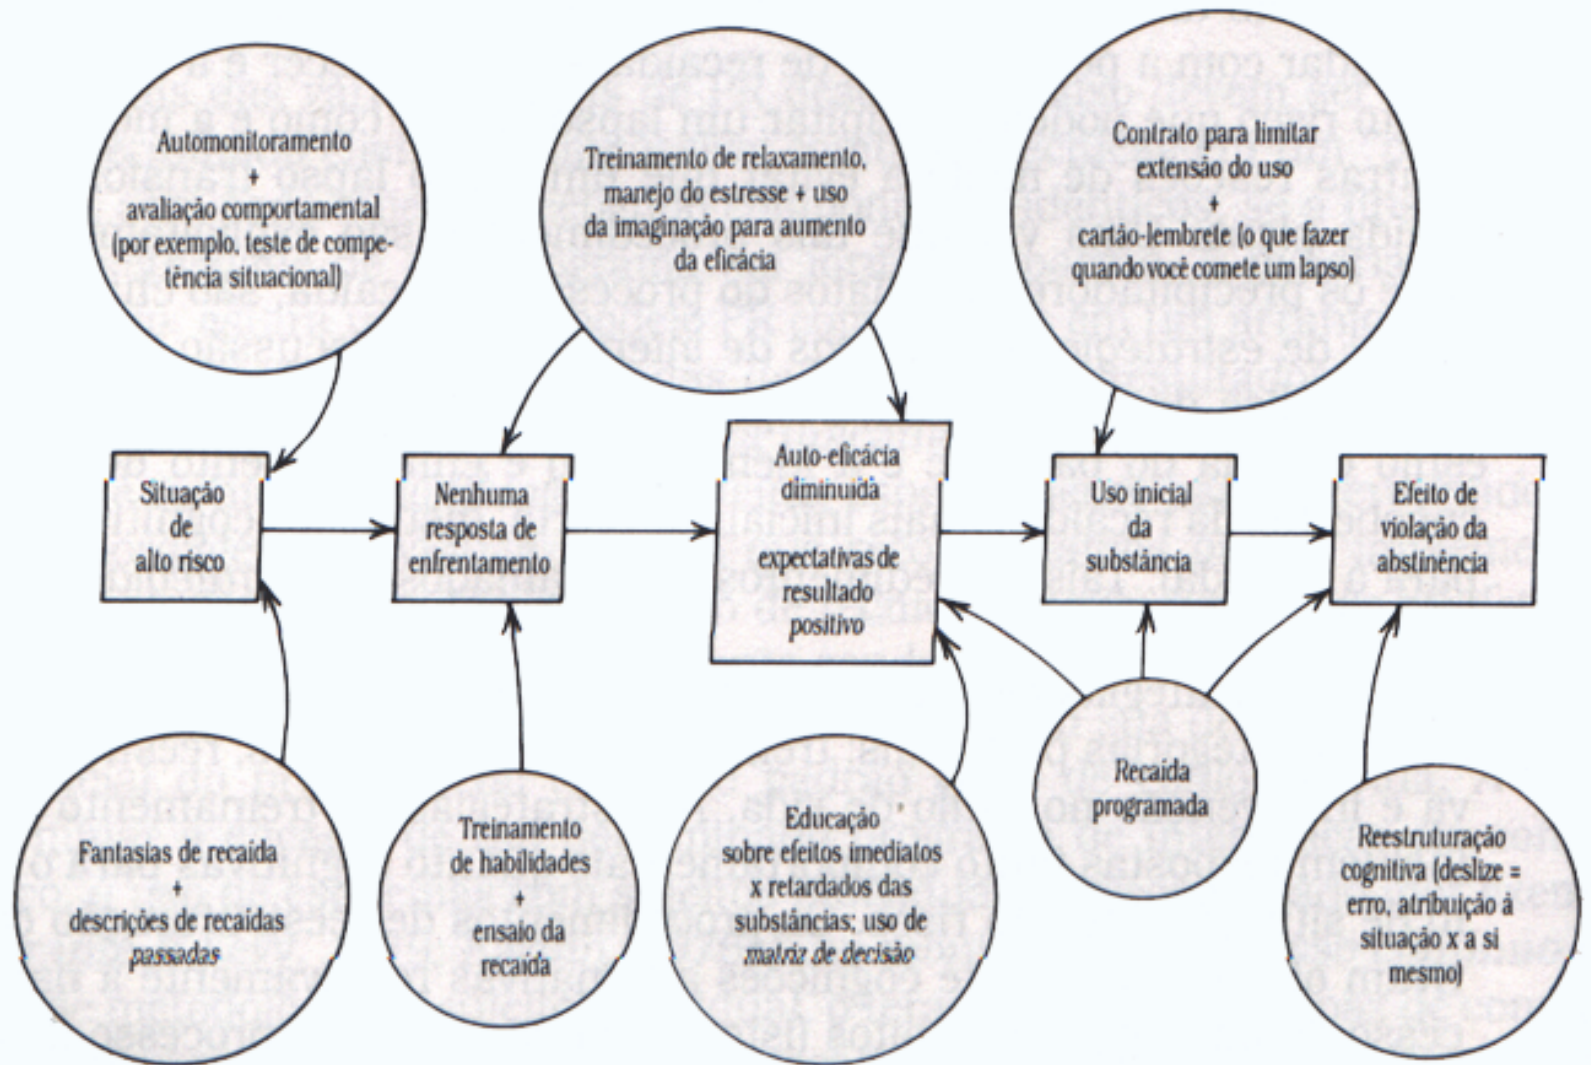 Automonitoramento
+
avaliação comportamental
(por exemplo, teste de compe-
tência situacional)
Treinamento de relaxamento,
manejo do estresse + uso
da imaginação para aumento
da eficácia
Contrato para limitar
extensão do uso
+
cartão-lembrete (o que fazer
quando você comete um lapso)
Situação
de
alto risco
Nenhuma
resposta de
enfrentamento
Auto-eficácia
diminuida
expectativas de
resultado
positivo
Uso inicial
da
substância
Efeito de
violação da
abstinência
Fantasias de recaída
+
descrições de recaídas
passadas
Treinamento
de habilidades
+
ensaio da
recaída
Educação
sobre efeitos imediatos
x retardados das
substâncias; uso de
matriz de decisão
Recaída
programada
Reestruturação
cognitiva (deslize =
erro, atribuição à
situação x a si
mesmo)